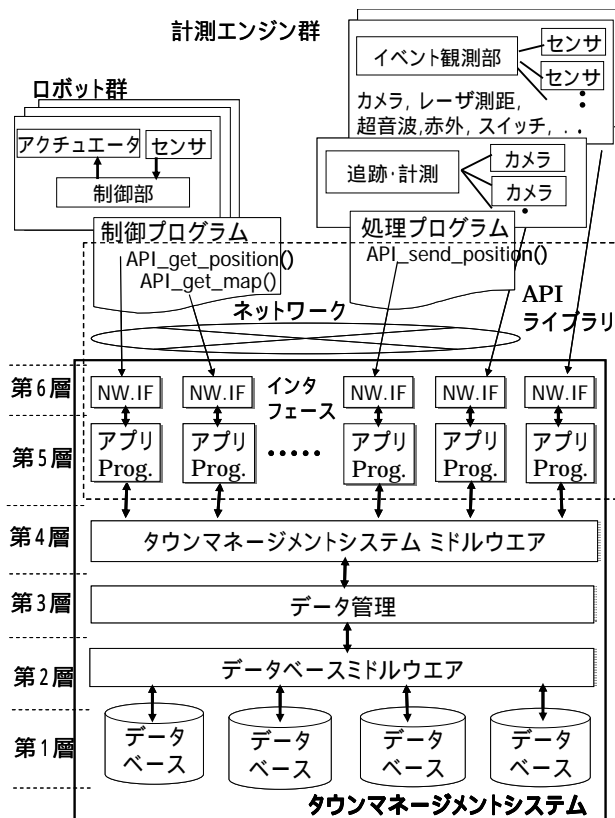 計測エンジン群
イベント観測部
センサ
センサ
カメラ, レーザ測距,
超音波,赤外, スイッチ, . .
ロボット群
アクチュエータ
センサ
制御部
追跡・計測
カメラ
カメラ
制御プログラム
API_get_position()
API_get_map()
処理プログラム
API_send_position()
API
ライブラリ
ネットワーク
第6層
NW.IF
NW.IF
インタ
フェース
NW.IF
NW.IF
NW.IF
第5層
アプリ
Prog.
アプリ
Prog.
・・・・・
アプリ
Prog.
アプリ
Prog.
アプリ
Prog.
第4層
タウンマネージメントシステム ミドルウエア
第3層
データ管理
第2層
データベースミドルウエア
第1層
データ
ベース
データ
ベース
データ
ベース
データ
ベース
タウンマネージメントシステム